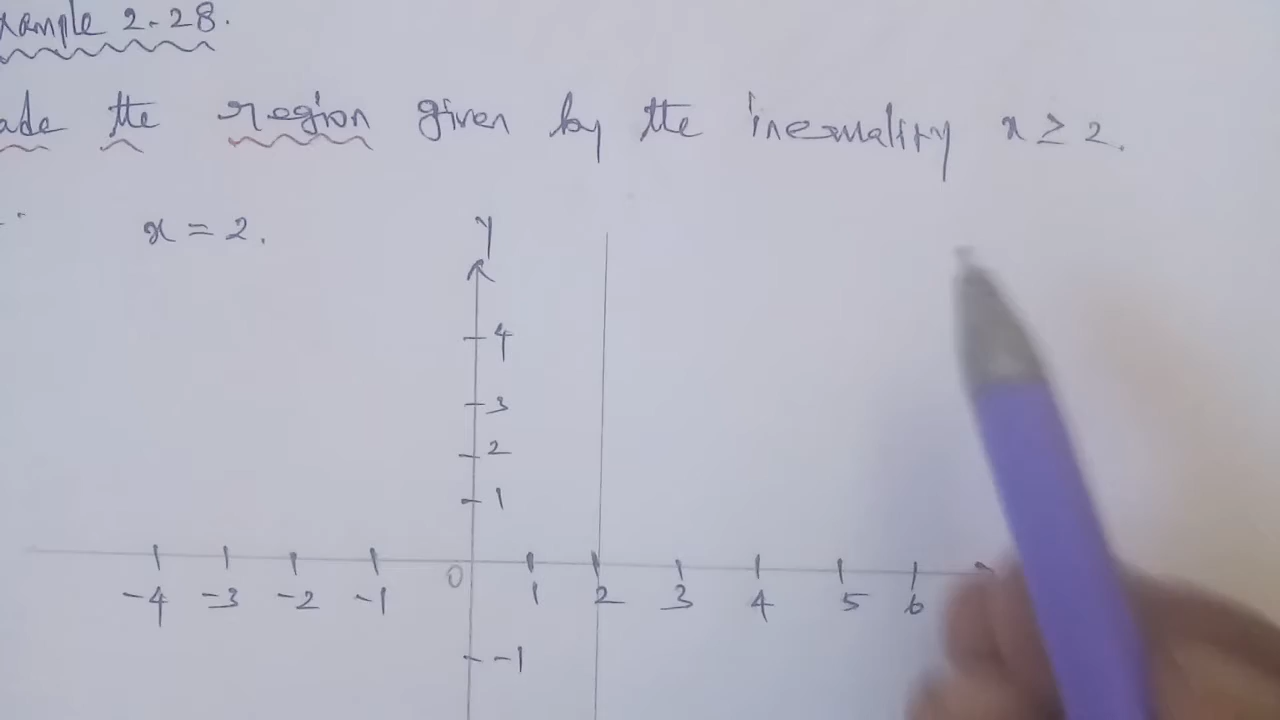 xample 2.28.
ade the region given by the inequality x ≥ 2.
x = 2.
y
4
3
2
1
0
-4 -3 -2 -1 1 2 3 4 5 6
-1